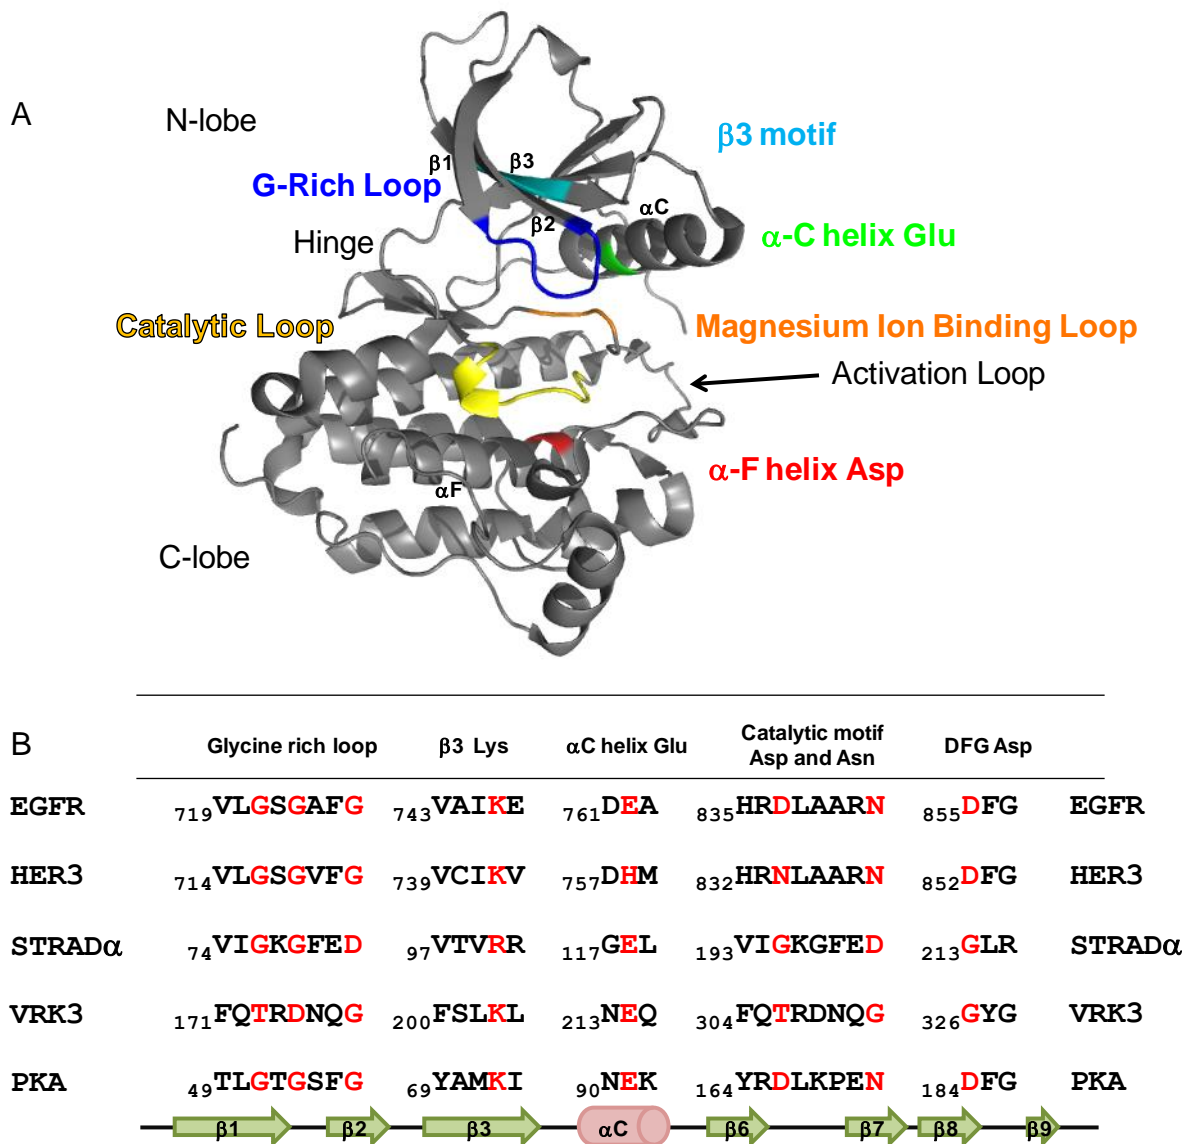 A
N-lobe
β3 motif
β1
β3
G-Rich Loop
αC
β2
Hinge
α-C helix Glu
Catalytic Loop
Magnesium Ion Binding Loop
Activation Loop
α-F helix Asp
αF
C-lobe
B
Glycine rich loop β3 Lys αC helix Glu Catalytic motif Asp and Asn DFG Asp
EGFR 719VLGSGAFG 743VAIKE 761DEA 835HRDLAARN 855DFG EGFR
HER3 714VLGSGVFG 739VCIKV 757DHM 832HRNLAARN 852DFG HER3
STRADα 74VIGKGFED 97VTVRR 117GEL 193VIGKGFED 213GLR STRADα
VRK3 171FQTRDNQG 200FSLKL 213NEQ 304FQTRDNQG 326GYG VRK3
PKA 49TLGTGSFG 69YAMKI 90NEK 164YRDLKPEN 184DFG PKA
β1 β2 β3 αC β6 β7 β8 β9